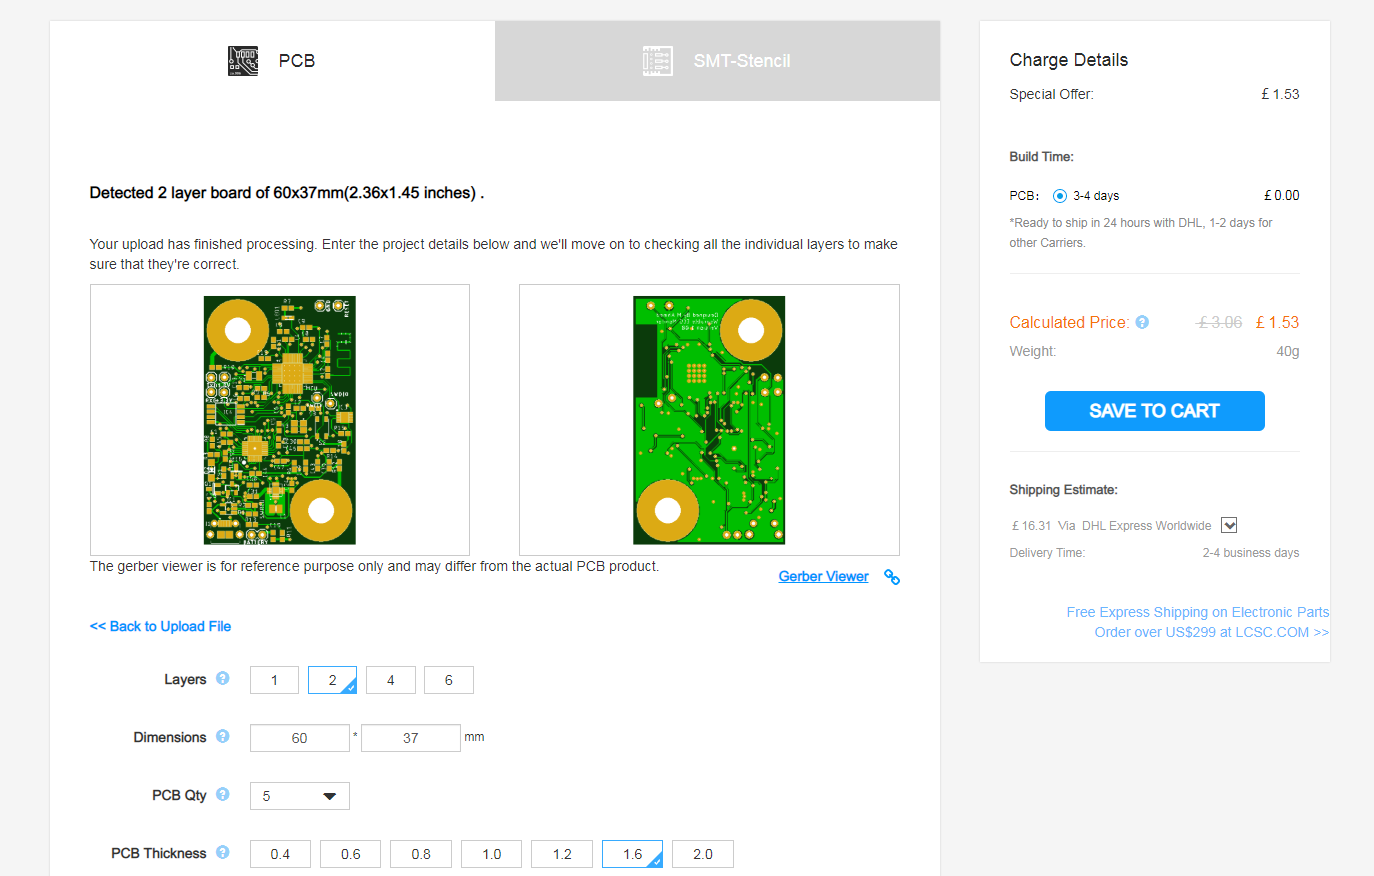 PCB
SMT-Stencil
Detected 2 layer board of 60x37mm(2.36x1.45 inches) .
Your upload has finished processing. Enter the project details below and we'll move on to checking all the individual layers to make
sure that they're correct.
The gerber viewer is for reference purpose only and may differ from the actual PCB product.
Gerber Viewer
<< Back to Upload File
Layers ? 1 2 4 6
Dimensions ? 60 * 37 mm
PCB Qty ? 5
PCB Thickness ? 0.4 0.6 0.8 1.0 1.2 1.6 2.0
Charge Details
Special Offer: £ 1.53
Build Time:
PCB: 3-4 days £ 0.00
*Ready to ship in 24 hours with DHL, 1-2 days for
other Carriers.
Calculated Price: ? £ 3.06 £ 1.53
Weight: 40g
SAVE TO CART
Shipping Estimate:
£ 16.31 Via DHL Express Worldwide
Delivery Time: 2-4 business days
Free Express Shipping on Electronic Parts
Order over US$299 at LCSC.COM >>